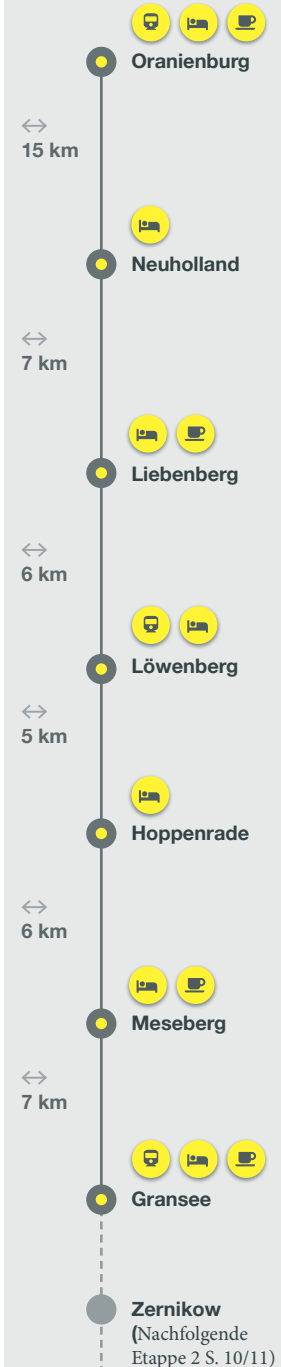 Oranienburg
15 km
Neuholland
7 km
Liebenberg
6 km
Löwenberg
5 km
Hoppenrade
6 km
Meseberg
7 km
Gransee
Zernikow
(Nachfolgende
Etappe 2 S. 10/11)